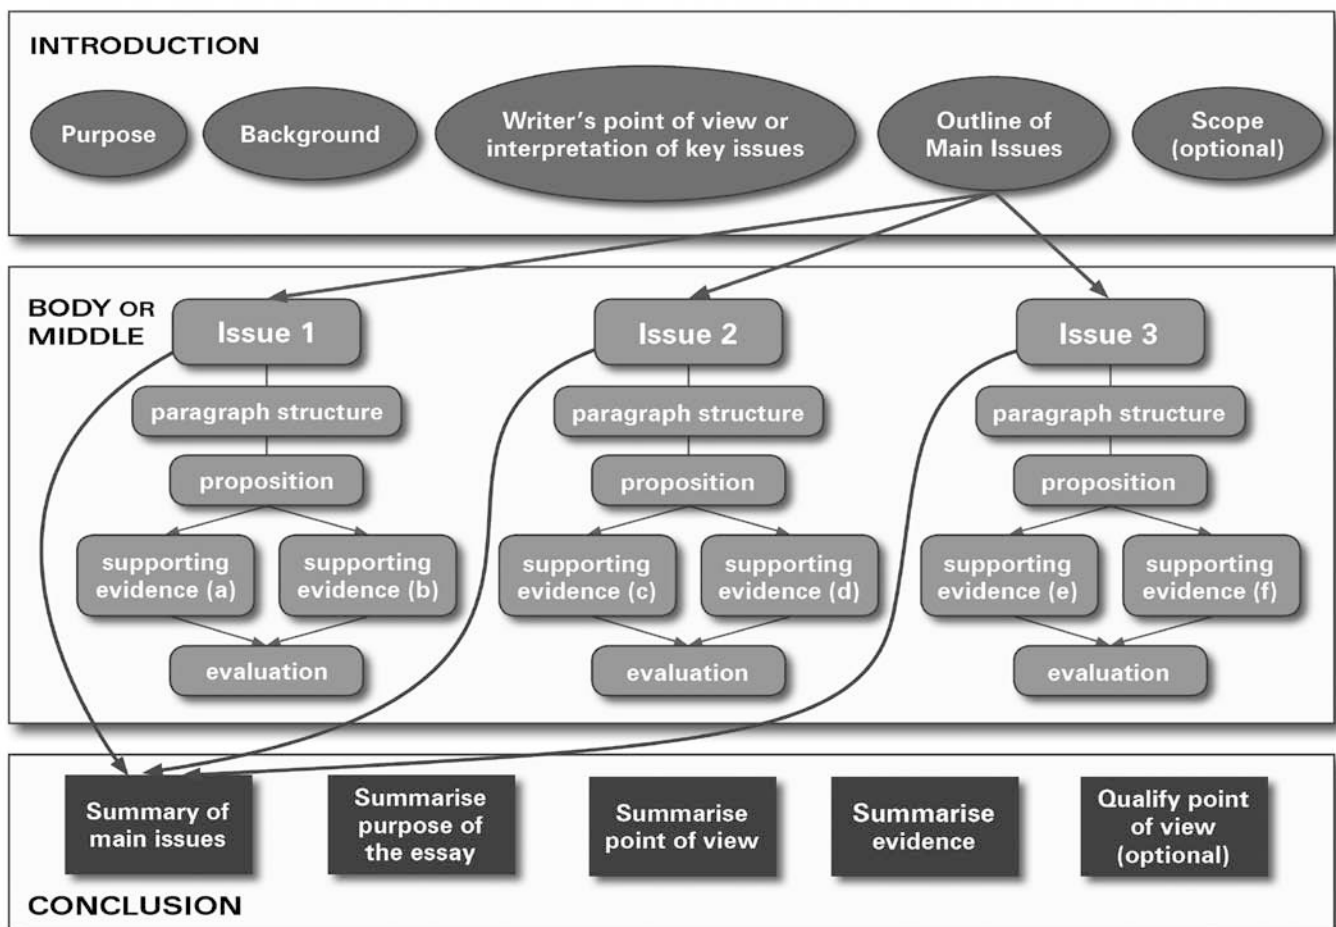 INTRODUCTION
Purpose
Background
Writer's point of view or
interpretation of key issues
Outline of
Main Issues
Scope
(optional)
BODY OR
MIDDLE
Issue 1
paragraph structure
proposition
supporting
evidence (a)
supporting
evidence (b)
evaluation
Issue 2
paragraph structure
proposition
supporting
evidence (c)
supporting
evidence (d)
evaluation
Issue 3
paragraph structure
proposition
supporting
evidence (e)
supporting
evidence (f)
evaluation
Summary of
main issues
Summarise
purpose of
the essay
Summarise
point of view
Summarise
evidence
Qualify point
of view
(optional)
CONCLUSION